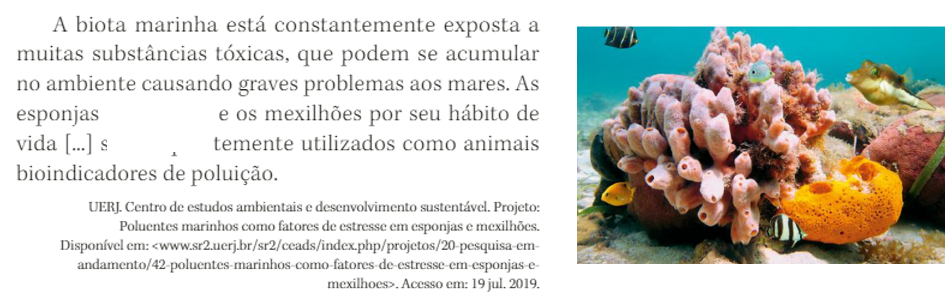 A biota marinha está constantemente exposta a
muitas substâncias tóxicas, que podem se acumular
no ambiente causando graves problemas aos mares. As
esponjas e os mexilhões por seu hábito de
vida [...] temente utilizados como animais
bioindicadores de poluição.
UERJ. Centro de estudos ambientais e desenvolvimento sustentável. Projeto:
Poluentes marinhos como fatores de estresse em esponjas e mexilhões.
Disponível em: <www.sr2.uerj.br/sr2/ceads/index.php/projetos/20-pesquisa-em-
andamento/42-poluentes-marinhos-como-fatores-de-estresse-em-esponjas-e-
mexilhoes>. Acesso em: 19 jul. 2019.